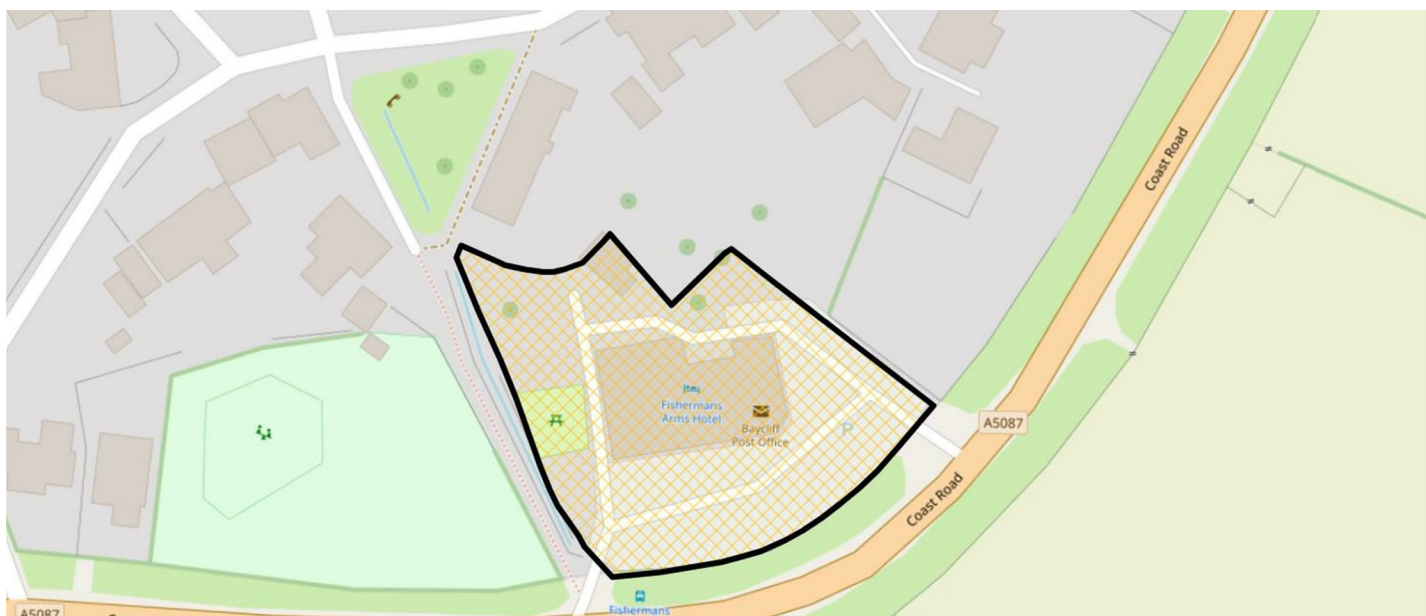 Coast Road
Fishermans
Arms Hotel
Baycliff
Post Office
P
A5087
Coast Road
A5087
Fishermans